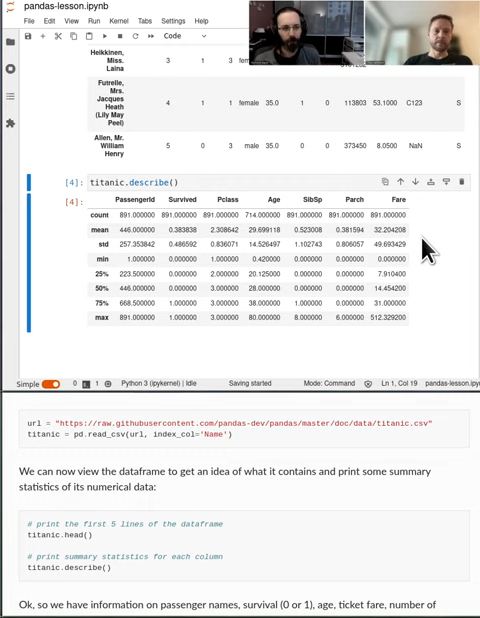 pandas-lesson.ipynb
File Edit View Run Kernel Tabs Settings Help
Code
Heikkinen,
Miss.
Laina 3 1 3
Futrelle,
Mrs.
Jacques
Heath
(Lily May
Peel) 4 1 1 female 35.0 1 0 113803 53.1000 C123 S
Allen, Mr.
William
Henry 5 0 3 male 35.0 0 0 373450 8.0500 NaN S
[4]: titanic.describe()
[4]: PassengerId Survived Pclass Age SibSp Parch Fare
count 891.000000 891.000000 891.000000 714.000000 891.000000 891.000000 891.000000
mean 446.000000 0.383838 2.308642 29.699118 0.523008 0.381594 32.204208
std 257.353842 0.486592 0.836071 14.526497 1.102743 0.806057 49.693429
min 1.000000 0.000000 1.000000 0.420000 0.000000 0.000000 0.000000
25% 223.500000 0.000000 2.000000 20.125000 0.000000 0.000000 7.910400
50% 446.000000 0.000000 3.000000 28.000000 0.000000 0.000000 14.454200
75% 668.500000 1.000000 3.000000 38.000000 1.000000 0.000000 31.000000
max 891.000000 1.000000 3.000000 80.000000 8.000000 6.000000 512.329200
Simple 0 1 Python 3 (ipykernel) | Idle Saving started Mode: Command Ln 1, Col 19 pandas-lesson.ipy
url = "https://raw.githubusercontent.com/pandas-dev/pandas/master/doc/data/titanic.csv"
titanic = pd.read_csv(url, index_col='Name')
We can now view the dataframe to get an idea of what it contains and print some summary
statistics of its numerical data:
# print the first 5 lines of the dataframe
titanic.head()
# print summary statistics for each column
titanic.describe()
Ok, so we have information on passenger names, survival (0 or 1), age, ticket fare, number of